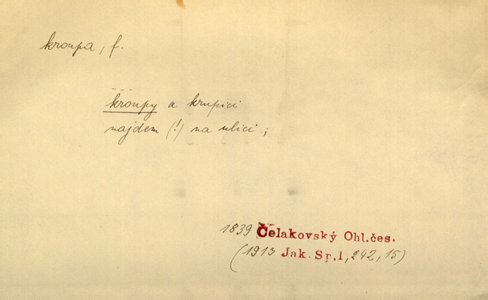 kroupa, f.
kroupy a krupici
najdem (!) na ulici;
1839 Čelakovský Ohl.čes.
(1913 Jak. Sp.1, 242, 15)